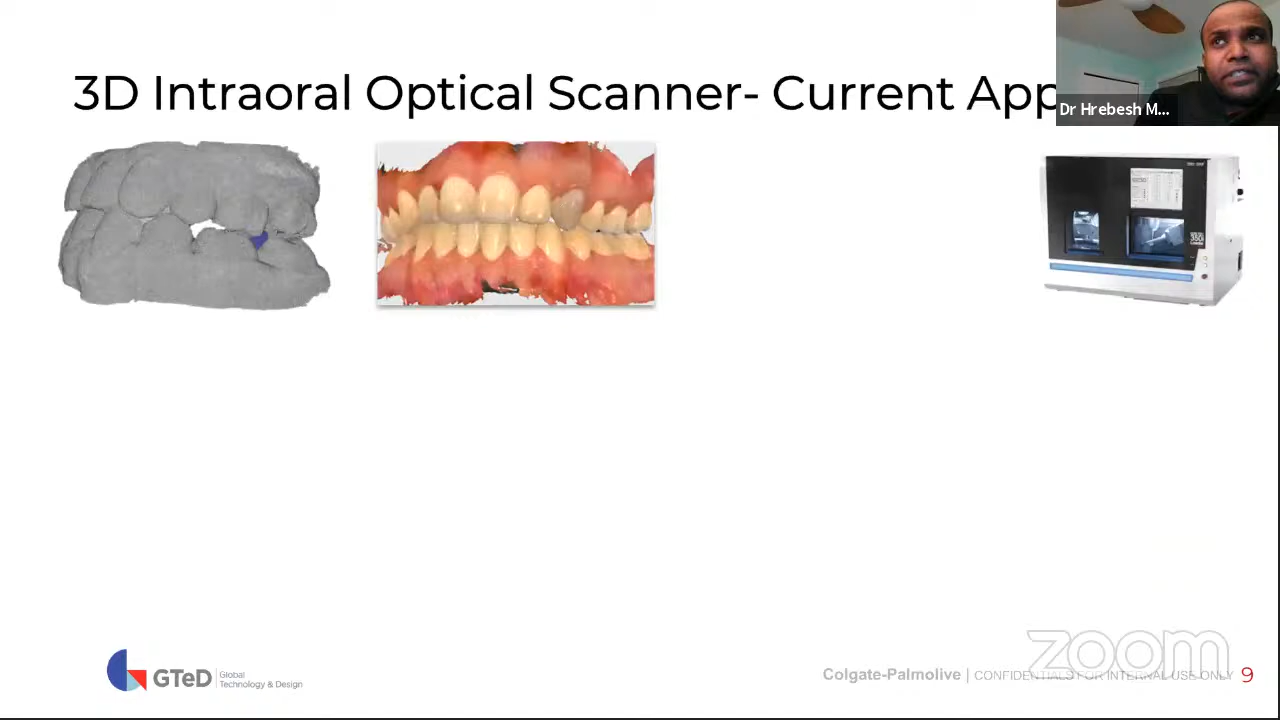 3D Intraoral Optical Scanner- Current App
Dr Hrebesh M...
GTeD
Global
Technology & Design
Colgate-Palmolive | CONFIDENTIALS FOR INTERNAL USE ONLY
zoom
9